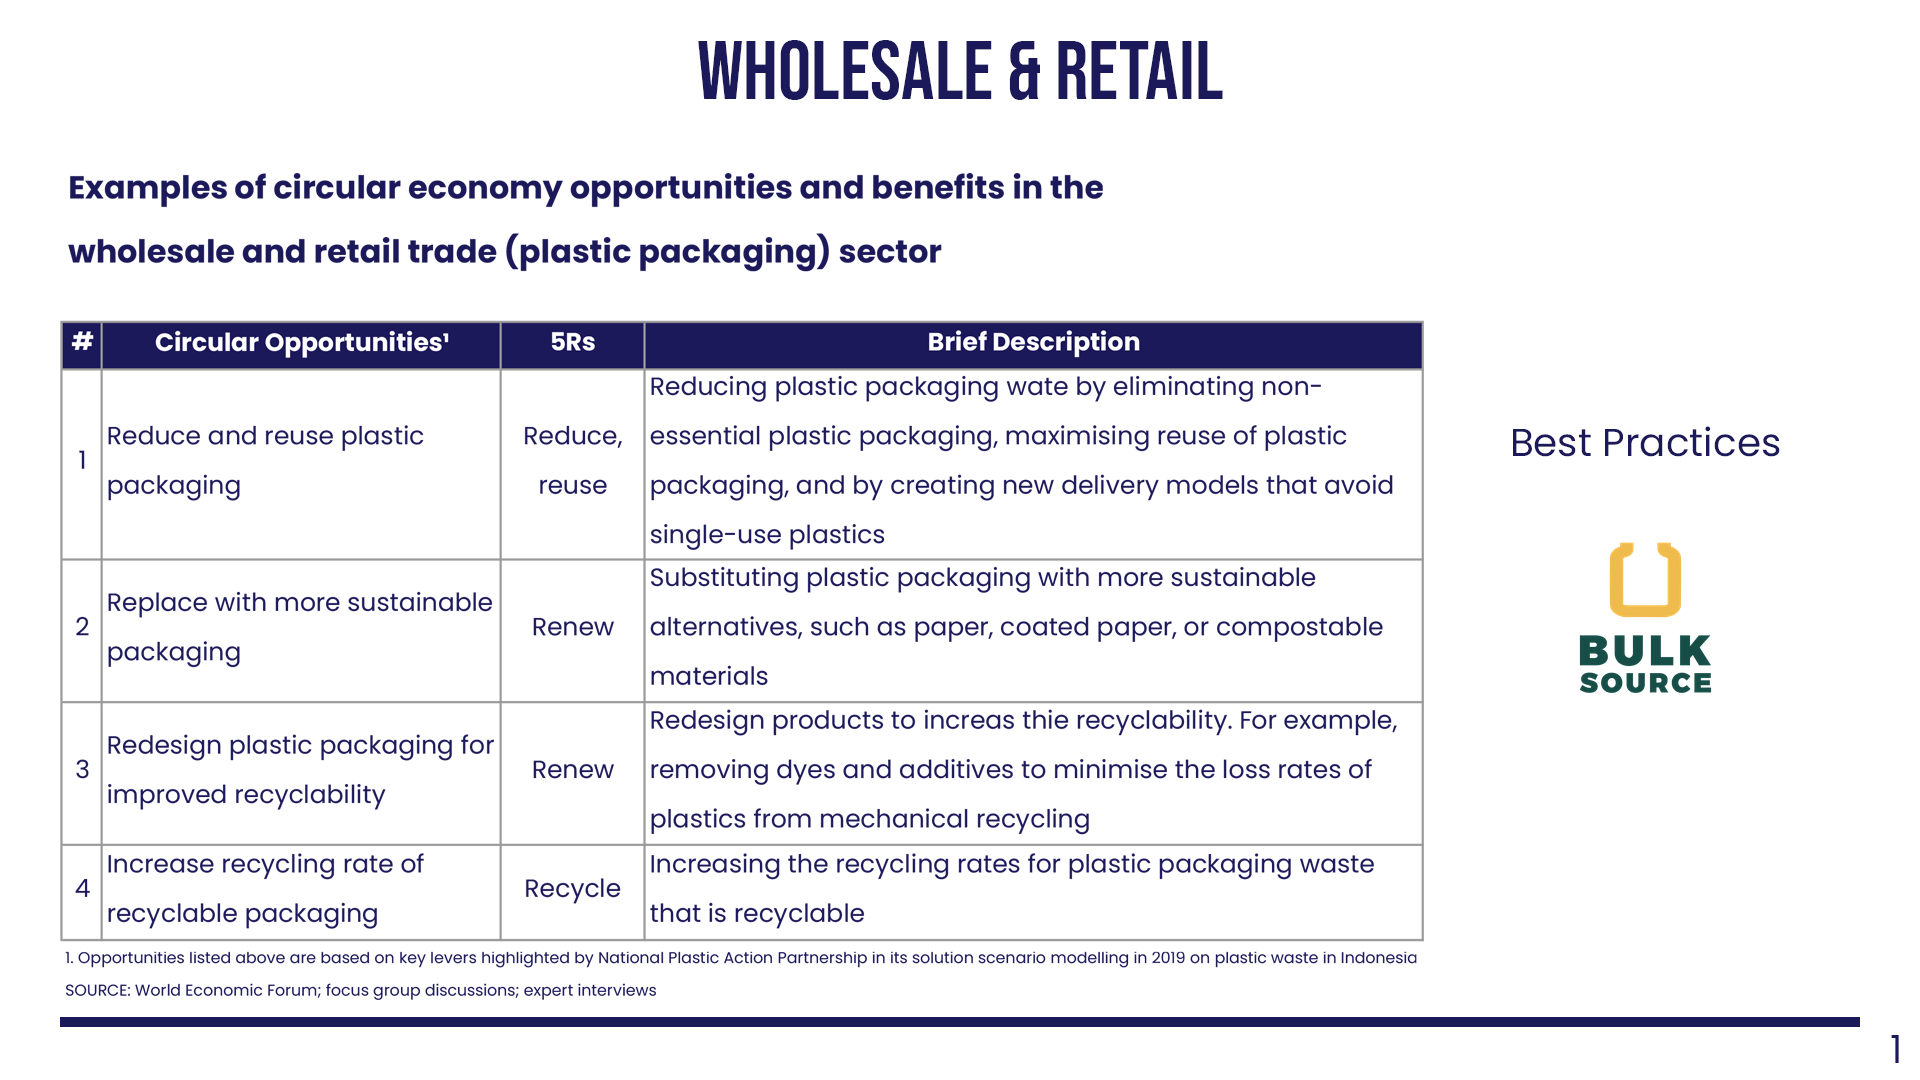 WHOLESALE & RETAIL
Examples of circular economy opportunities and benefits in the
wholesale and retail trade (plastic packaging) sector
# Circular Opportunities¹ 5Rs Brief Description
1
Reduce and reuse plastic
packaging
Reduce,
reuse
Reducing plastic packaging wate by eliminating non-
essential plastic packaging, maximising reuse of plastic
packaging, and by creating new delivery models that avoid
single-use plastics
2
Replace with more sustainable
packaging
Renew
Substituting plastic packaging with more sustainable
alternatives, such as paper, coated paper, or compostable
materials
3
Redesign plastic packaging for
improved recyclability
Renew
Redesign products to increas thie recyclability. For example,
removing dyes and additives to minimise the loss rates of
plastics from mechanical recycling
4
Increase recycling rate of
recyclable packaging
Recycle
Increasing the recycling rates for plastic packaging waste
that is recyclable
1. Opportunities listed above are based on key levers highlighted by National Plastic Action Partnership in its solution scenario modelling in 2019 on plastic waste in Indonesia
SOURCE: World Economic Forum; focus group discussions; expert interviews
Best Practices
BULK
SOURCE
1